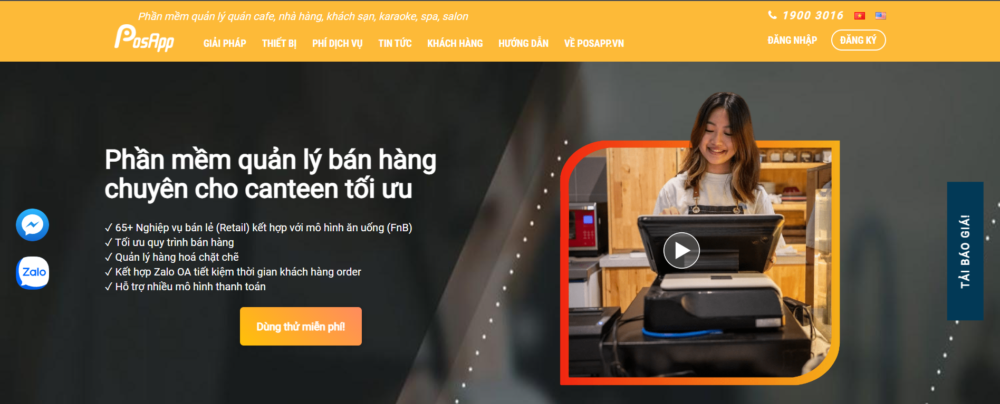 Phần mềm quản lý quán cafe, nhà hàng, khách sạn, karaoke, spa, salon
1900 3016
PosApp
GIẢI PHÁP THIẾT BỊ PHÍ DỊCH VỤ TIN TỨC KHÁCH HÀNG HƯỚNG DẪN VỀ POSAPP.VN
ĐĂNG NHẬP ĐĂNG KÝ
Phần mềm quản lý bán hàng
chuyên cho canteen tối ưu
✓ 65+ Nghiệp vụ bán lẻ (Retail) kết hợp với mô hình ăn uống (FnB)
✓ Tối ưu quy trình bán hàng
✓ Quản lý hàng hoá chặt chẽ
✓ Kết hợp Zalo OA tiết kiệm thời gian khách hàng order
✓ Hỗ trợ nhiều mô hình thanh toán
Dùng thử miễn phí!
Zalo
TẢI BÁO GIÁ!